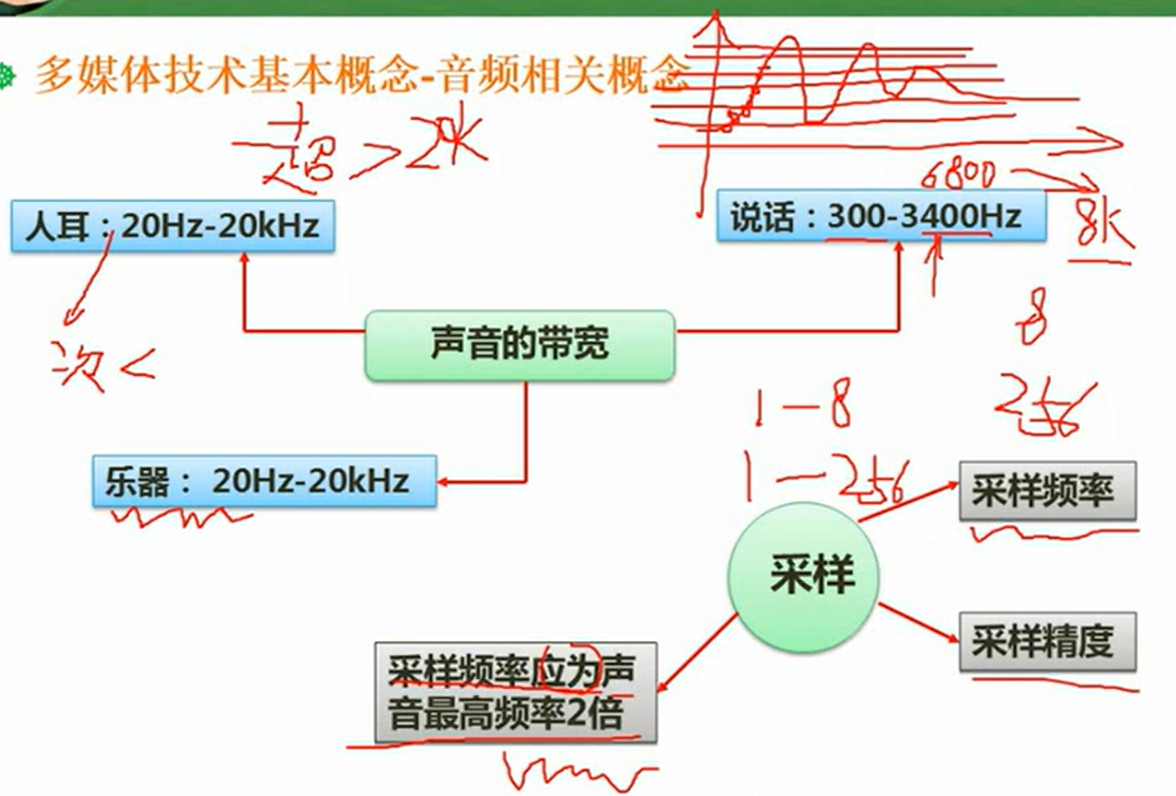 多媒体技术基本概念-音频相关概念
超 > 20K
6800
人耳：20Hz-20kHz
说话：300-3400Hz
8K
8
声音的带宽
次 <
1-8
256
1-256
乐器： 20Hz-20kHz
采样频率
采样
采样精度
采样频率应为声
音最高频率2倍